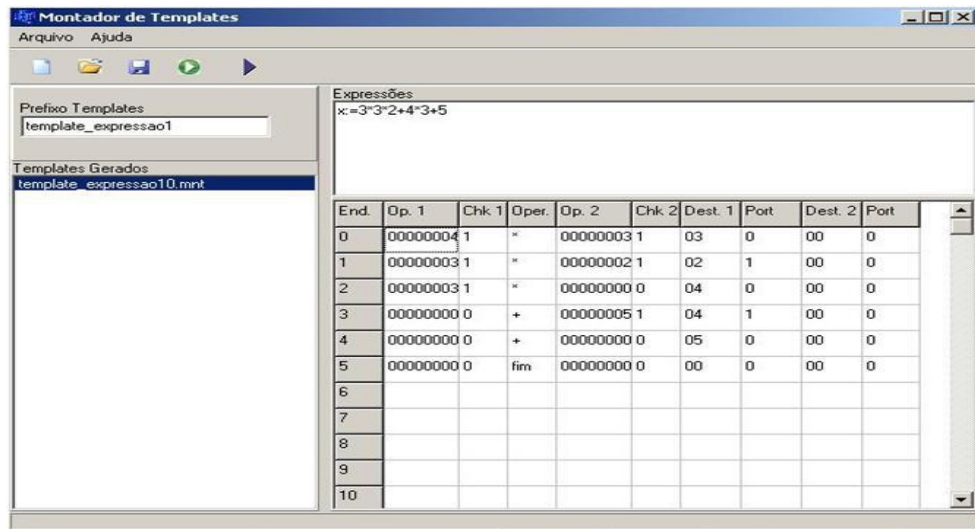 Montador de Templates
Arquivo Ajuda
Prefixo Templates
template_expressao1
Templates Gerados
template_expressao10.mnt
Expressões
x:=3*3*2+4*3+5
End. Op. 1 Chk 1 Oper. Op. 2 Chk 2 Dest. 1 Port Dest. 2 Port
0 00000004 1 * 00000003 1 03 0 00 0
1 00000003 1 * 00000002 1 02 1 00 0
2 00000003 1 * 00000000 0 04 0 00 0
3 00000000 0 + 00000005 1 04 1 00 0
4 00000000 0 + 00000000 0 05 0 00 0
5 00000000 0 fim 00000000 0 00 0 00 0
6
7
8
9
10